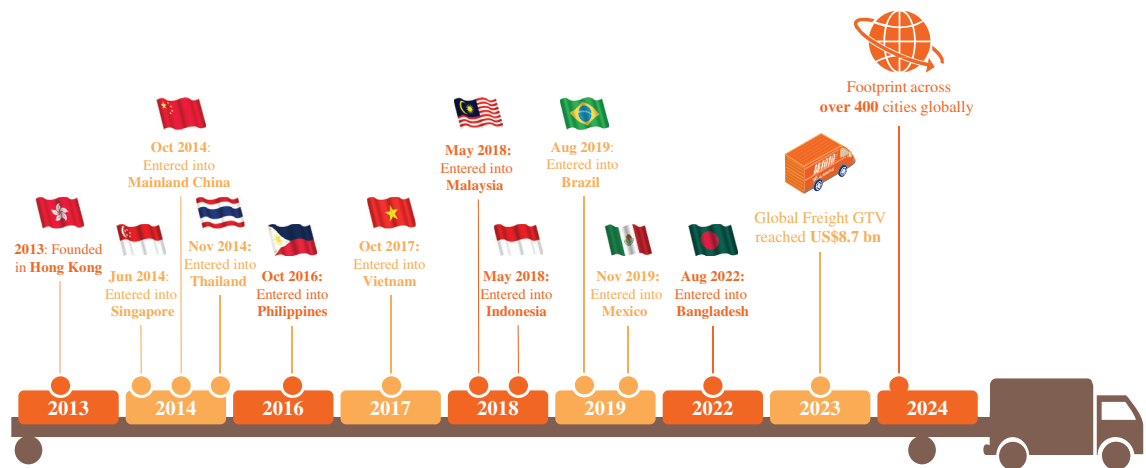 2013: Founded
in Hong Kong
Jun 2014:
Entered into
Singapore
Oct 2014:
Entered into
Mainland China
Nov 2014:
Entered into
Thailand
Oct 2016:
Entered into
Philippines
Oct 2017:
Entered into
Vietnam
May 2018:
Entered into
Malaysia
May 2018:
Entered into
Indonesia
Aug 2019:
Entered into
Brazil
Nov 2019:
Entered into
Mexico
Aug 2022:
Entered into
Bangladesh
Global Freight GTV
reached US$8.7 bn
Footprint across
over 400 cities globally
2013
2014
2016
2017
2018
2019
2022
2023
2024